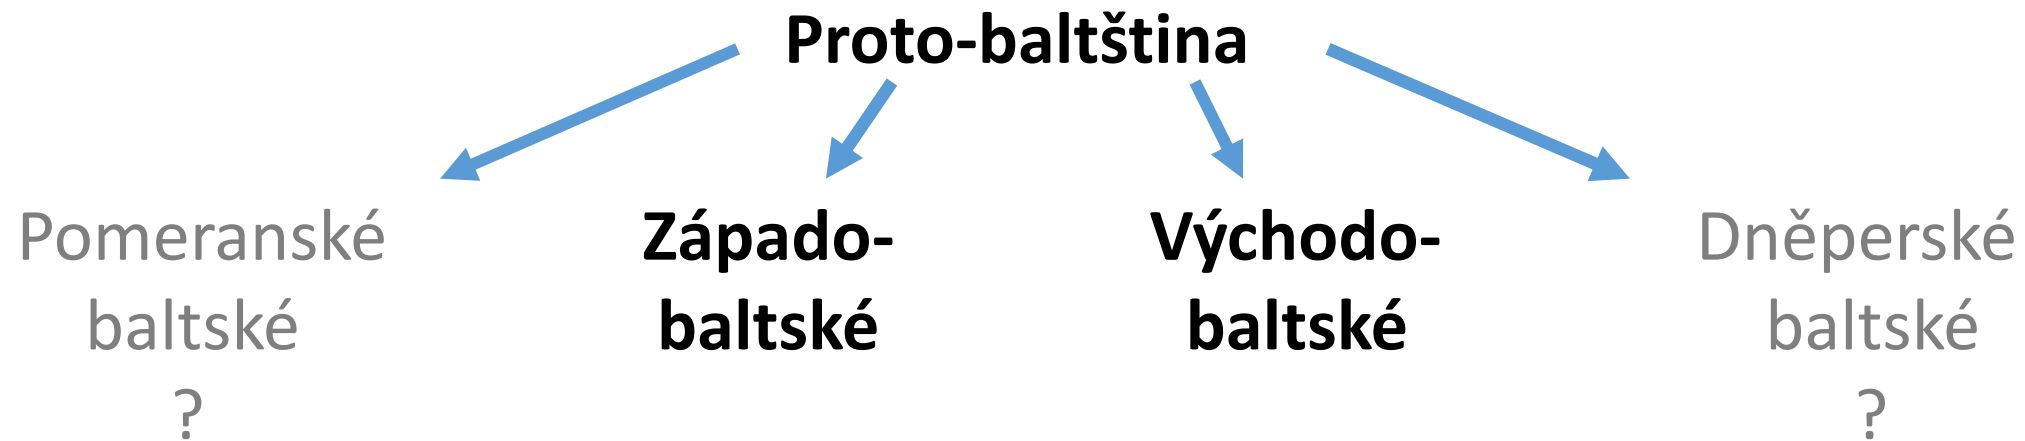 Proto-baltština
Pomeranské
baltské
?
Západo-
baltské
Východo-
baltské
Dněperské
baltské
?